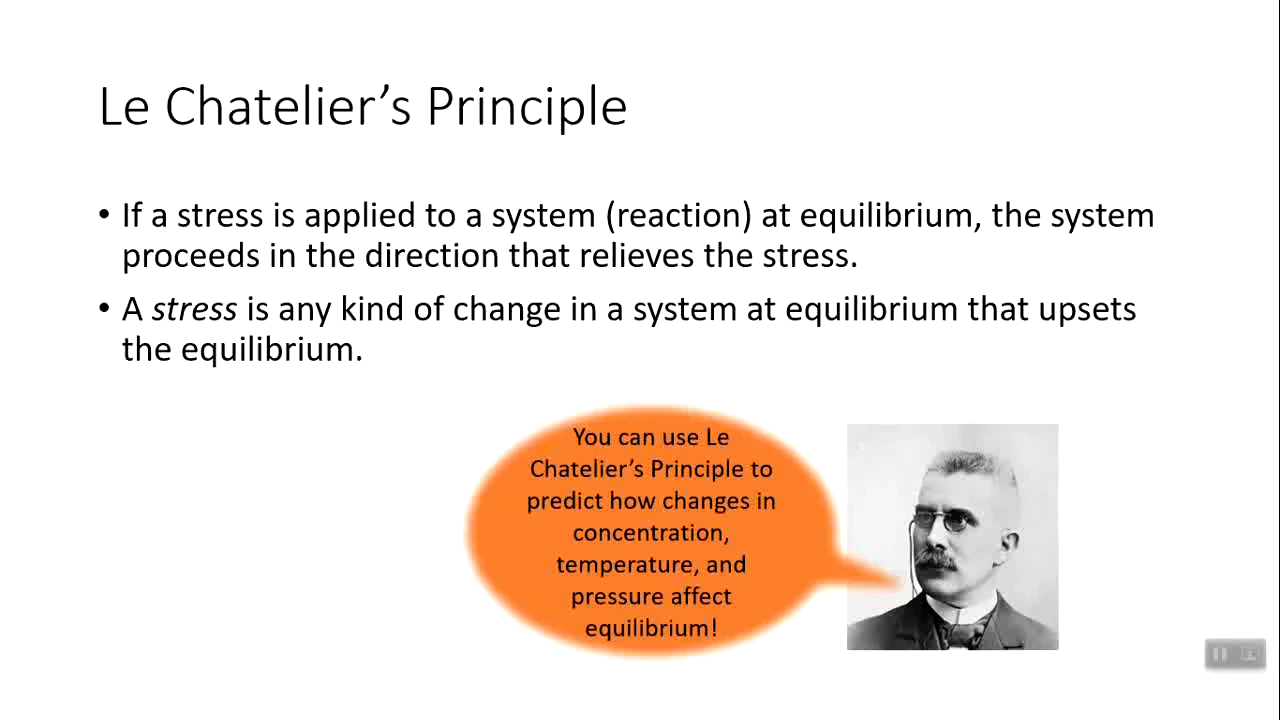 Le Chatelier’s Principle
• If a stress is applied to a system (reaction) at equilibrium, the system
proceeds in the direction that relieves the stress.
• A stress is any kind of change in a system at equilibrium that upsets
the equilibrium.
You can use Le
Chatelier’s Principle to
predict how changes in
concentration,
temperature, and
pressure affect
equilibrium!